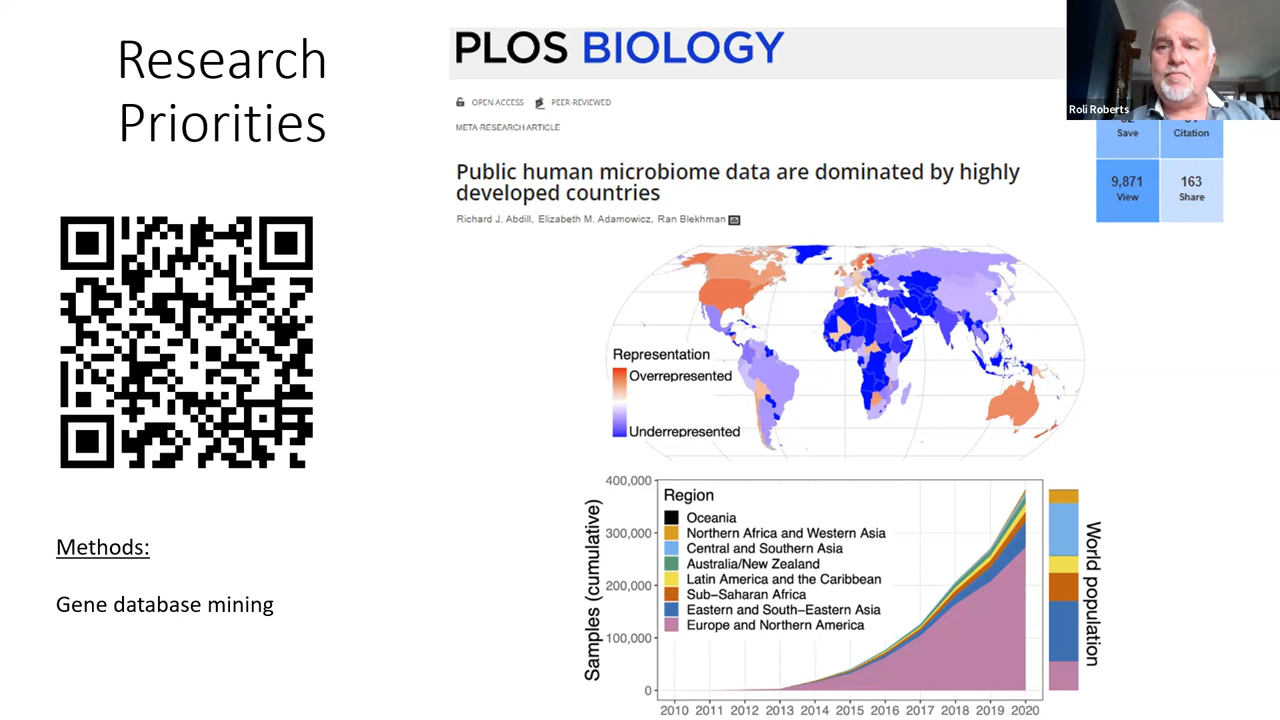 Research
Priorities
Methods:
Gene database mining
PLOS BIOLOGY
OPEN ACCESS PEER-REVIEWED
META-RESEARCH ARTICLE
Public human microbiome data are dominated by highly
developed countries
Richard J. Abdill, Elizabeth M. Adamowicz, Ran Blekhman
Roli Roberts
Save
Citation
9,871
View
163
Share
Representation
Overrepresented
Underrepresented
400,000
300,000
200,000
100,000
0
Samples (cumulative)
Region
Oceania
Northern Africa and Western Asia
Central and Southern Asia
Australia/New Zealand
Latin America and the Caribbean
Sub-Saharan Africa
Eastern and South-Eastern Asia
Europe and Northern America
World population
2010 2011 2012 2013 2014 2015 2016 2017 2018 2019 2020